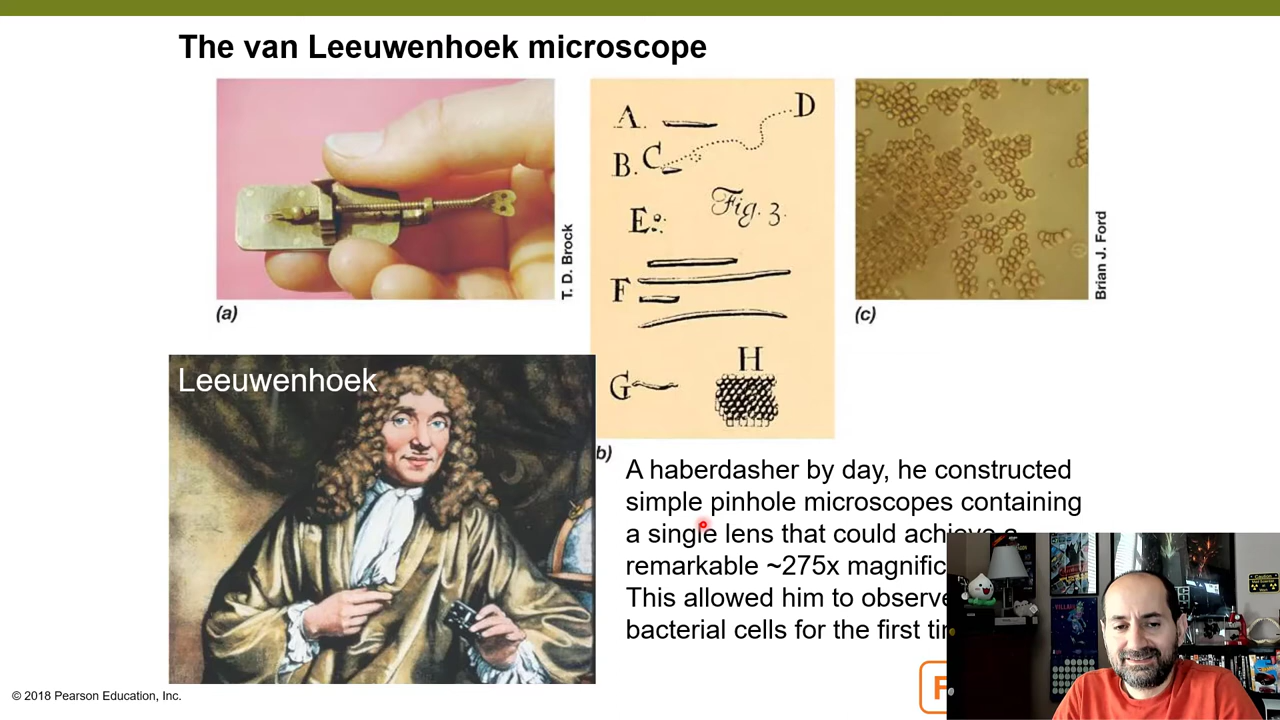 The van Leeuwenhoek microscope
T. D. Brock
(a)
A.
B.
C
D
E
Fig. 3.
F
G
H
b)
Brian J. Ford
(c)
Leeuwenhoek
A haberdasher by day, he constructed
simple pinhole microscopes containing
a single lens that could achieve a
remarkable ~275x magnific
This allowed him to observe
bacterial cells for the first tim
© 2018 Pearson Education, Inc.